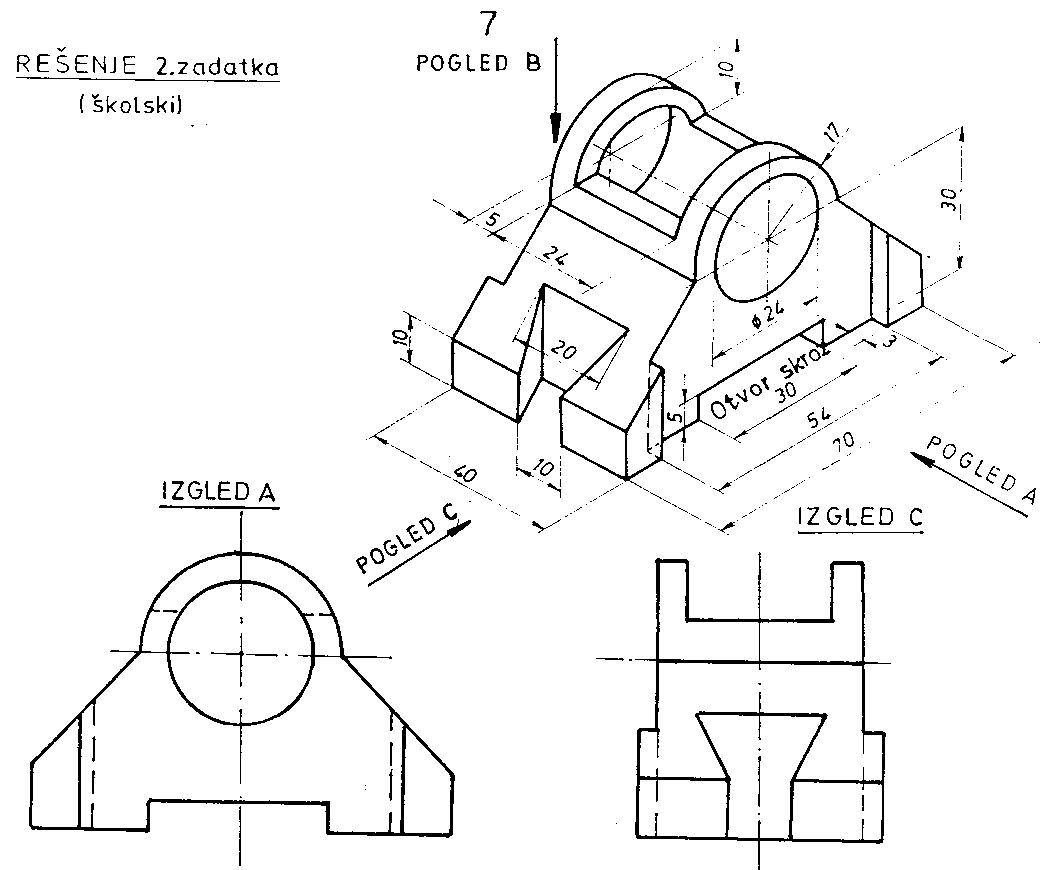 7
REŠENJE 2.zadatka
(školski)
POGLED B
10
17
30
5
24
ϕ24
10
20
Otvor skroz
3
30
5
54
70
40
10
POGLED A
POGLED C
IZGLED A
IZGLED C